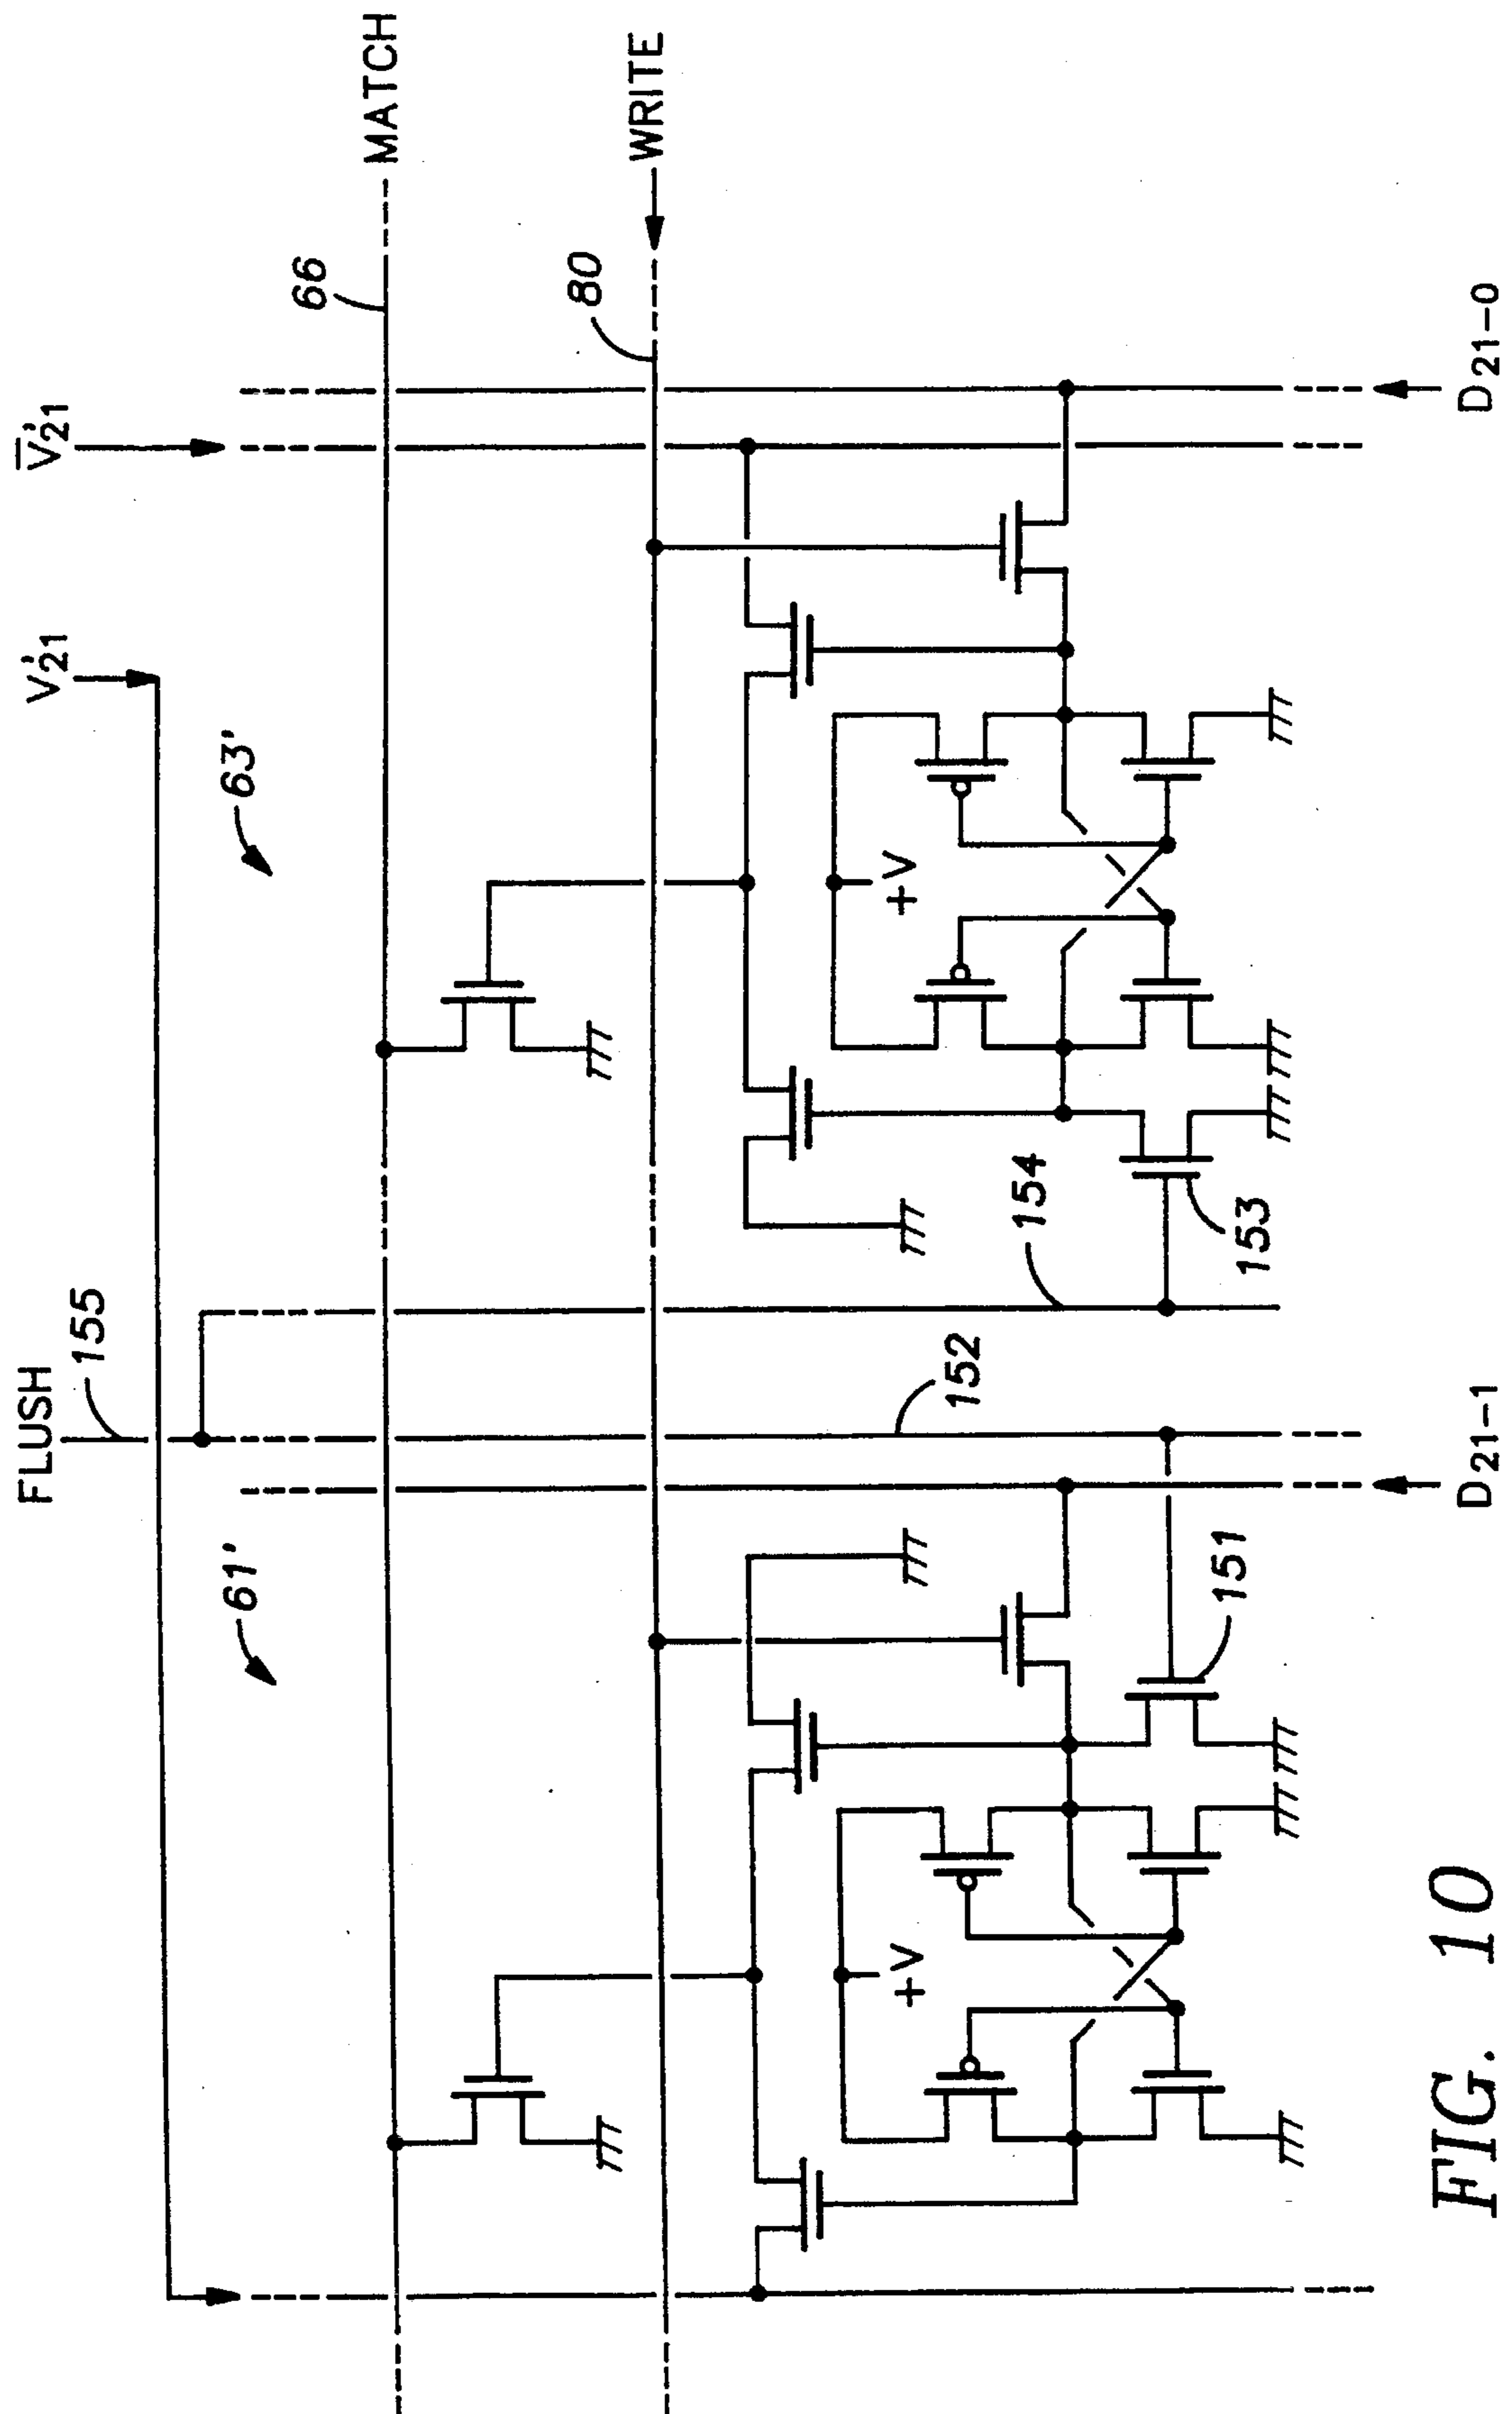 FLUSH
155
V'21
V̅'21
MATCH
66
61'
63'
WRITE
80
+V
+V
152
154
151
153
D21-1
D21-0
FIG. 10